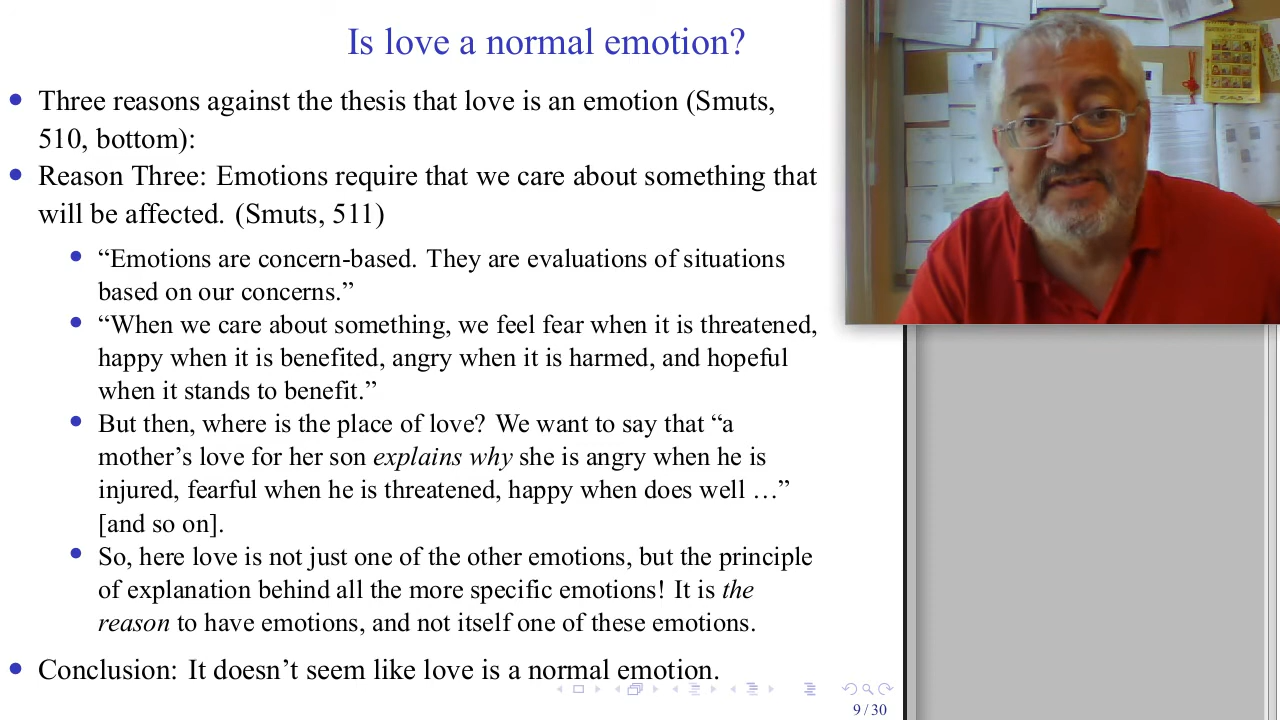 Is love a normal emotion?
Three reasons against the thesis that love is an emotion (Smuts,
510, bottom):
Reason Three: Emotions require that we care about something that
will be affected. (Smuts, 511)
“Emotions are concern-based. They are evaluations of situations
based on our concerns.”
“When we care about something, we feel fear when it is threatened,
happy when it is benefited, angry when it is harmed, and hopeful
when it stands to benefit.”
But then, where is the place of love? We want to say that “a
mother’s love for her son explains why she is angry when he is
injured, fearful when he is threatened, happy when does well …”
[and so on].
So, here love is not just one of the other emotions, but the principle
of explanation behind all the more specific emotions! It is the
reason to have emotions, and not itself one of these emotions.
Conclusion: It doesn’t seem like love is a normal emotion.
9 / 30